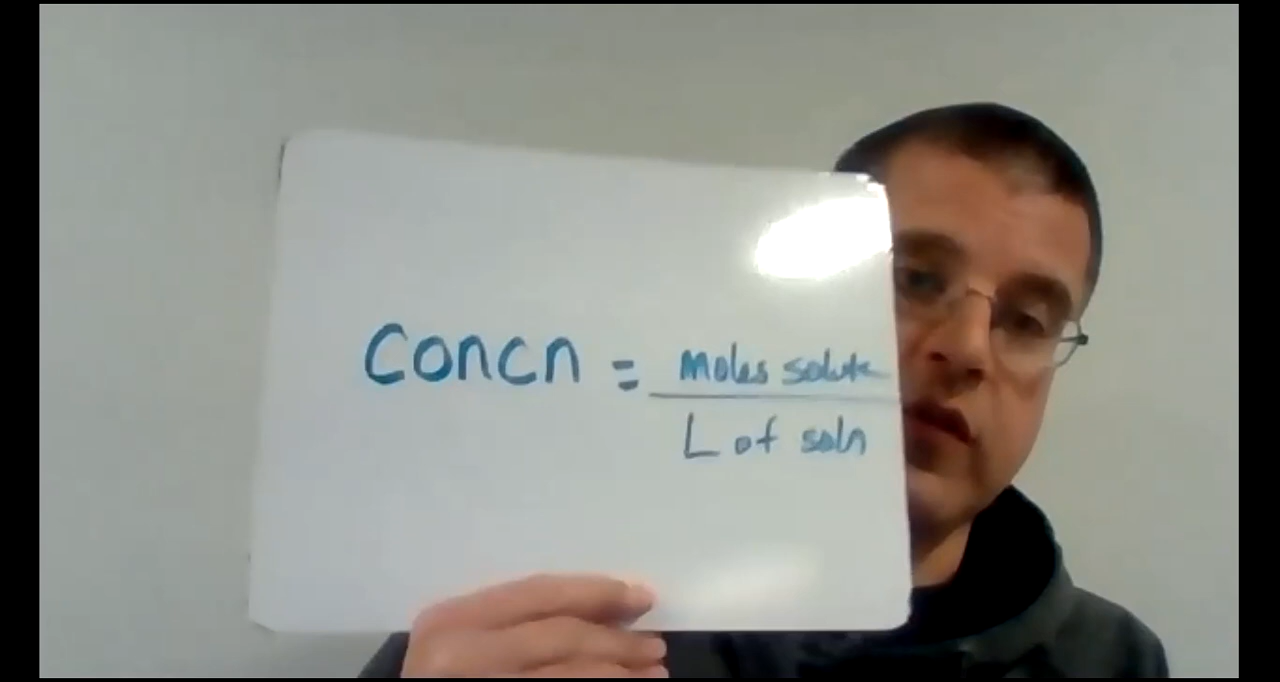 Concn = moles solute
L of soln